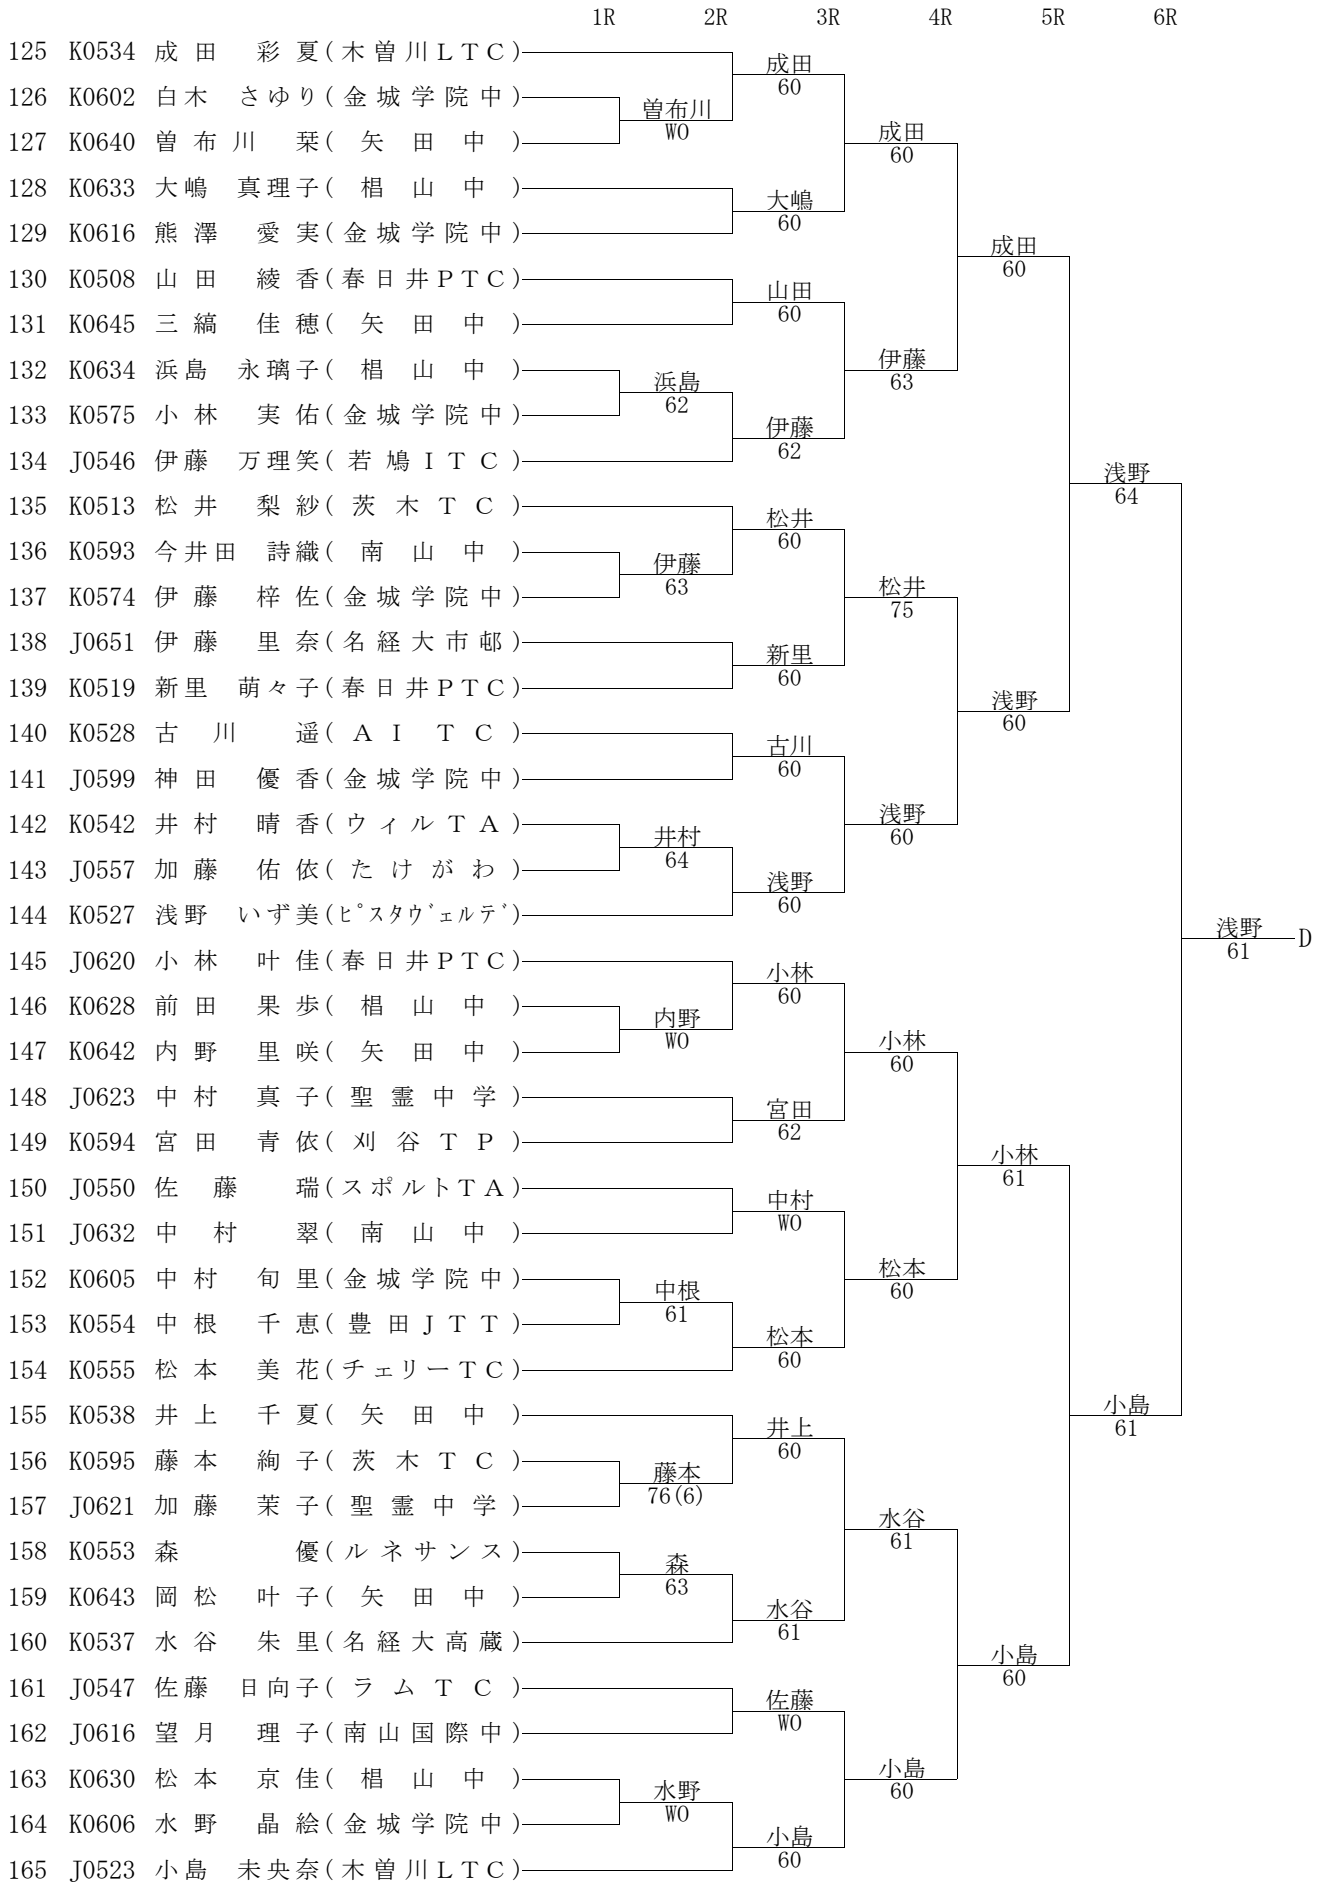 1R 2R 3R 4R 5R 6R
125 K0534 成田 彩夏(木曽川LTC)
126 K0602 白木 さゆり(金城学院中)
127 K0640 曽布川 栞(矢田中)
128 K0633 大嶋 真理子(椙山中)
129 K0616 熊澤 愛実(金城学院中)
130 K0508 山田 綾香(春日井PTC)
131 K0645 三縞 佳穂(矢田中)
132 K0634 浜島 永璃子(椙山中)
133 K0575 小林 実佑(金城学院中)
134 J0546 伊藤 万理笑(若鳩ITC)
135 K0513 松井 梨紗(茨木TC)
136 K0593 今井田 詩織(南山中)
137 K0574 伊藤 梓佐(金城学院中)
138 J0651 伊藤 里奈(名経大市邨)
139 K0519 新里 萌々子(春日井PTC)
140 K0528 古川 遥(AI TC)
141 J0599 神田 優香(金城学院中)
142 K0542 井村 晴香(ウィルTA)
143 J0557 加藤 佑依(たけがわ)
144 K0527 浅野 いず美(ピスタヴェルデ)
145 J0620 小林 叶佳(春日井PTC)
146 K0628 前田 果歩(椙山中)
147 K0642 内野 里咲(矢田中)
148 J0623 中村 真子(聖霊中学)
149 K0594 宮田 青依(刈谷TP)
150 J0550 佐藤 瑞(スポルトTA)
151 J0632 中村 翠(南山中)
152 K0605 中村 旬里(金城学院中)
153 K0554 中根 千恵(豊田JTT)
154 K0555 松本 美花(チェリーTC)
155 K0538 井上 千夏(矢田中)
156 K0595 藤本 絢子(茨木TC)
157 J0621 加藤 茉子(聖霊中学)
158 K0553 森 優(ルネサンス)
159 K0643 岡松 叶子(矢田中)
160 K0537 水谷 朱里(名経大高蔵)
161 J0547 佐藤 日向子(ラムTC)
162 J0616 望月 理子(南山国際中)
163 K0630 松本 京佳(椙山中)
164 K0606 水野 晶絵(金城学院中)
165 J0523 小島 未央奈(木曽川LTC)
曽布川
WO
浜島
62
伊藤
63
井村
64
内野
WO
中根
61
藤本
76(6)
森
63
水野
WO
成田
60
大嶋
60
山田
60
伊藤
62
松井
60
新里
60
古川
60
浅野
60
小林
60
宮田
62
中村
WO
松本
60
井上
60
水谷
61
佐藤
WO
小島
60
成田
60
伊藤
63
松井
75
浅野
60
小林
60
松本
60
水谷
61
小島
60
成田
60
浅野
60
小林
61
小島
60
浅野
64
小島
61
浅野
61
D